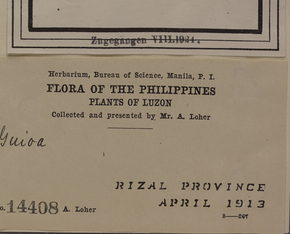 Zugegangen VIII.1924.
Herbarium, Bureau of Science, Manila, P. I.
FLORA OF THE PHILIPPINES
PLANTS OF LUZON
Collected and presented by Mr. A. Loher
Guioa
RIZAL PROVINCE
o. 14408 A. Loher
APRIL 1913